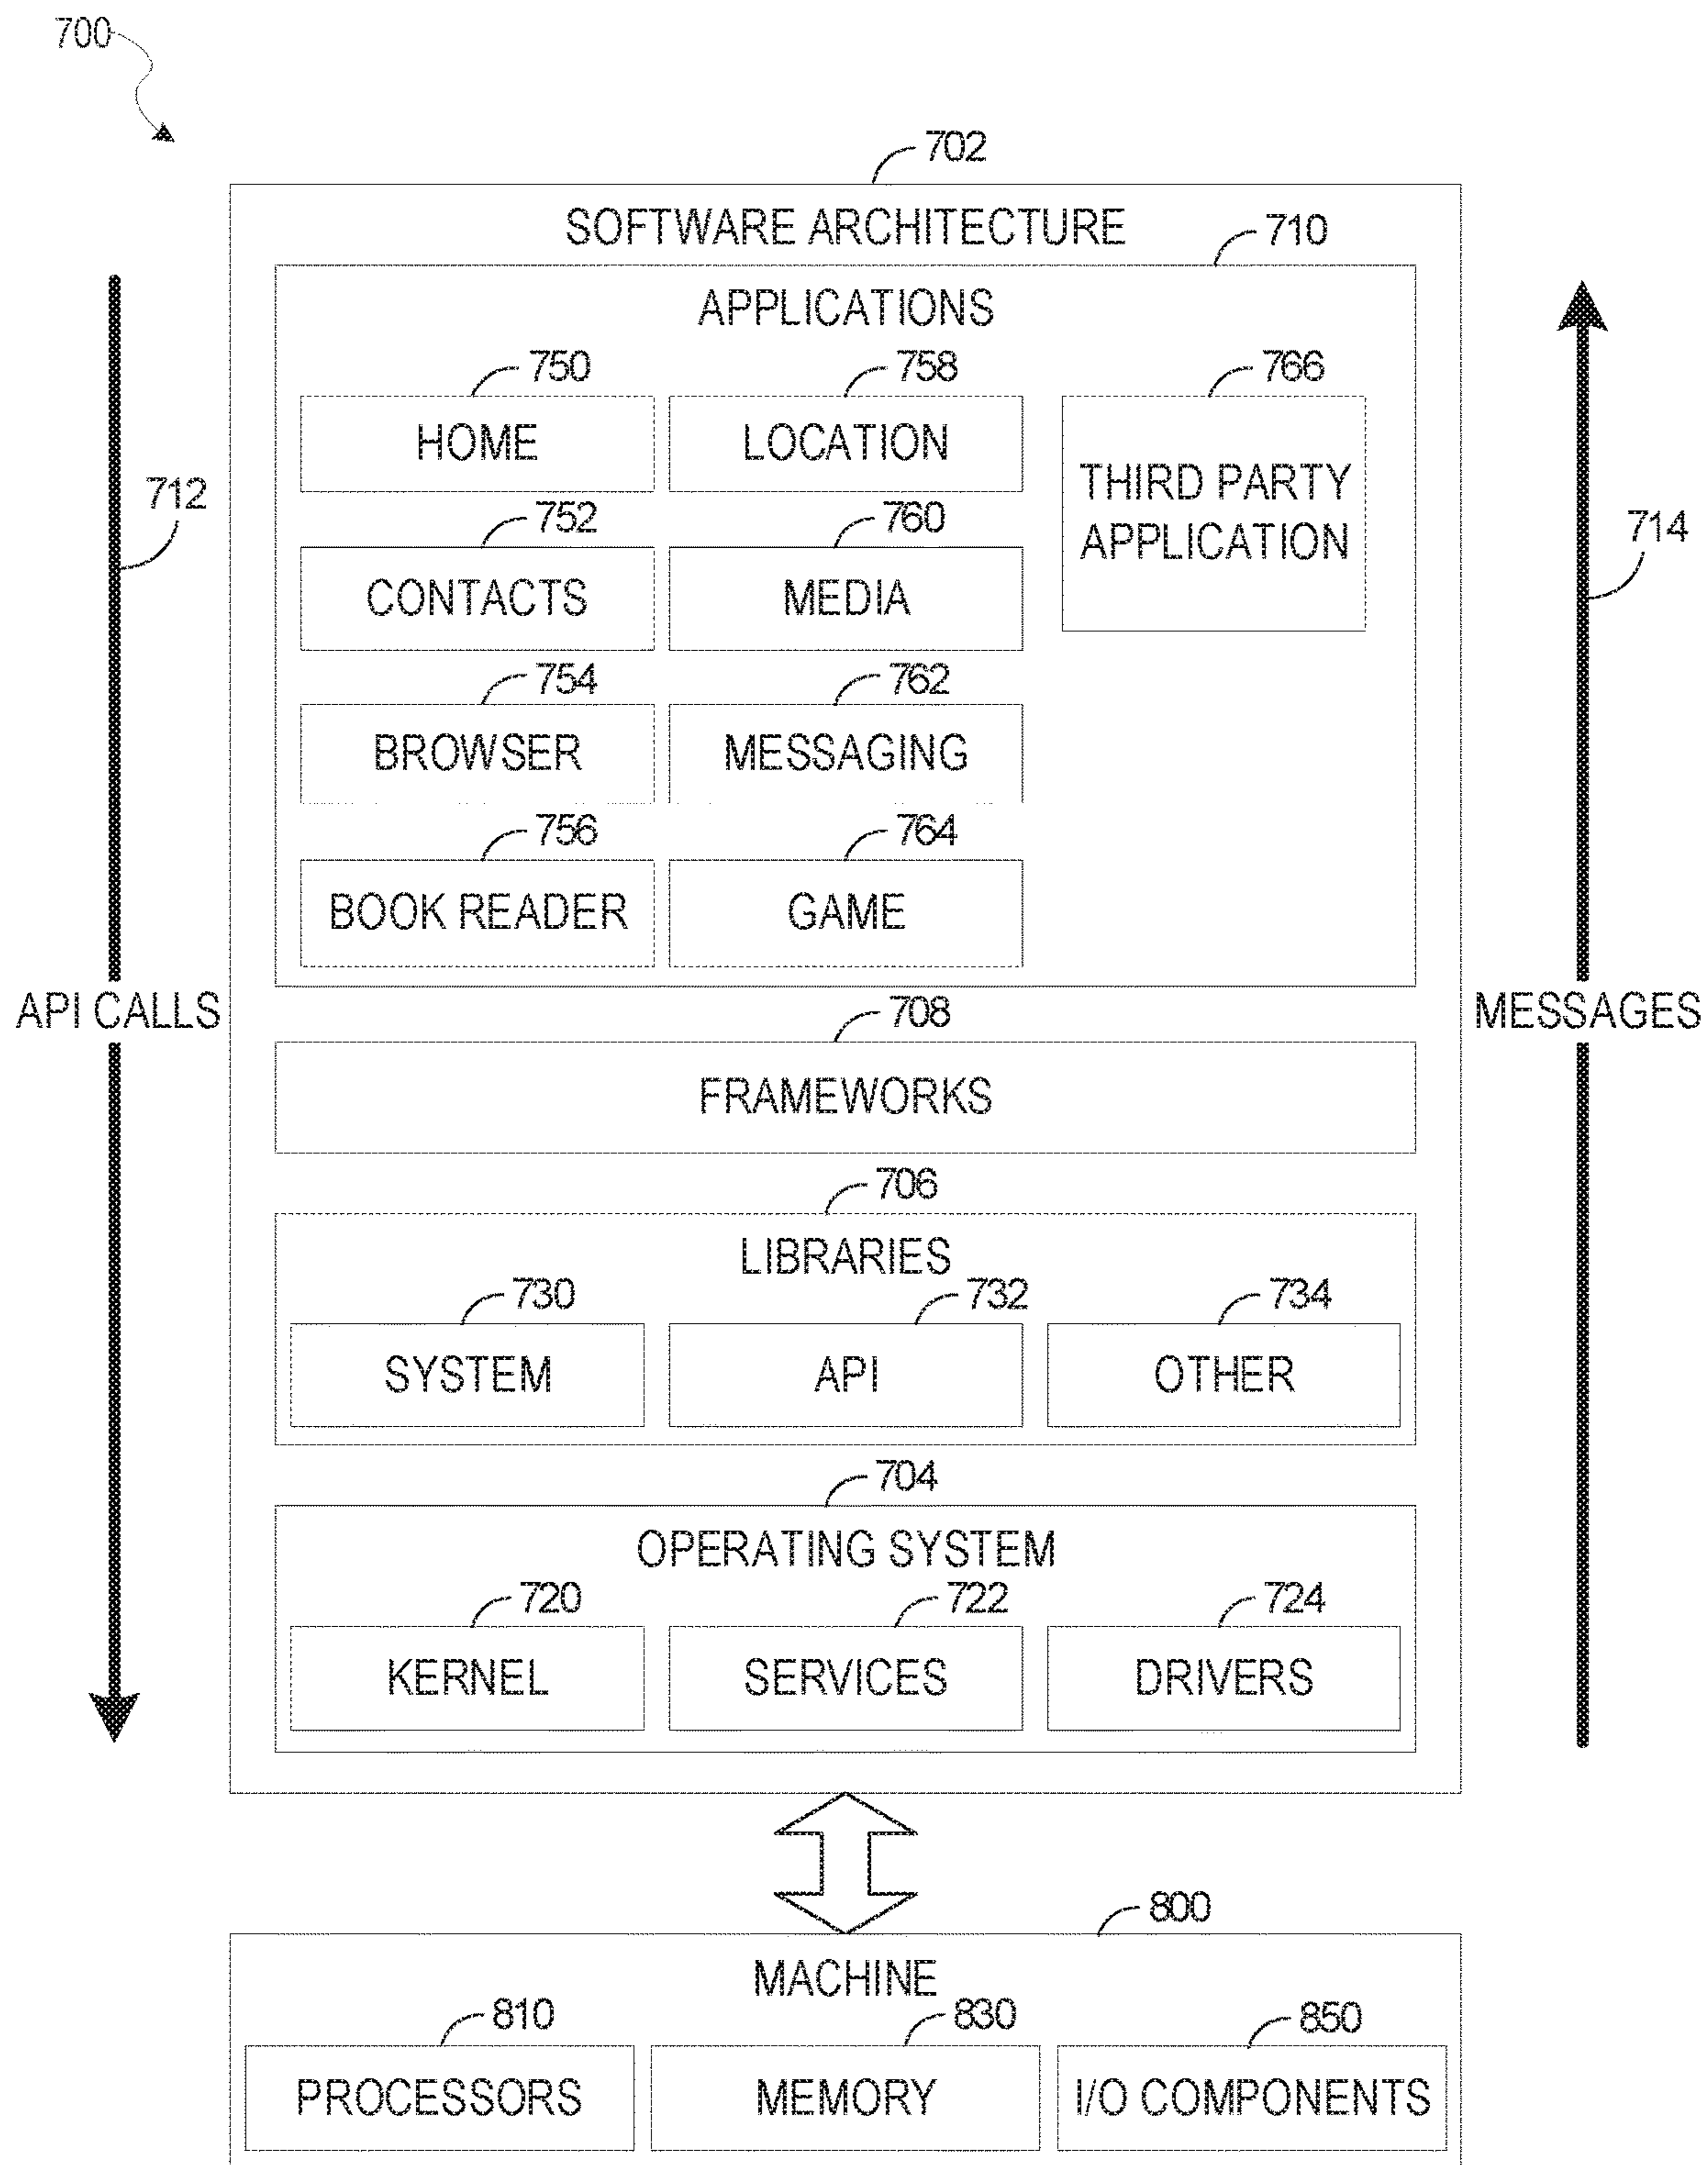 700
702
SOFTWARE ARCHITECTURE
710
APPLICATIONS
750
758
766
HOME
LOCATION
THIRD PARTY
APPLICATION
712
752
760
714
CONTACTS
MEDIA
754
762
BROWSER
MESSAGING
756
764
BOOK READER
GAME
API CALLS
708
MESSAGES
FRAMEWORKS
706
LIBRARIES
730
732
734
SYSTEM
API
OTHER
704
OPERATING SYSTEM
720
722
724
KERNEL
SERVICES
DRIVERS
800
MACHINE
810
830
850
PROCESSORS
MEMORY
I/O COMPONENTS